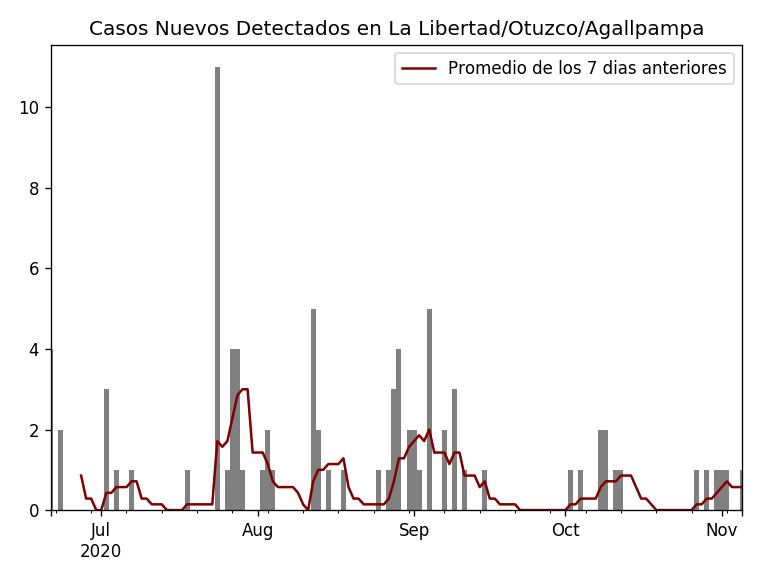 Casos Nuevos Detectados en La Libertad/Otuzco/Agallpampa
Promedio de los 7 dias anteriores
10
8
6
4
2
0
Jul Aug Sep Oct Nov
2020